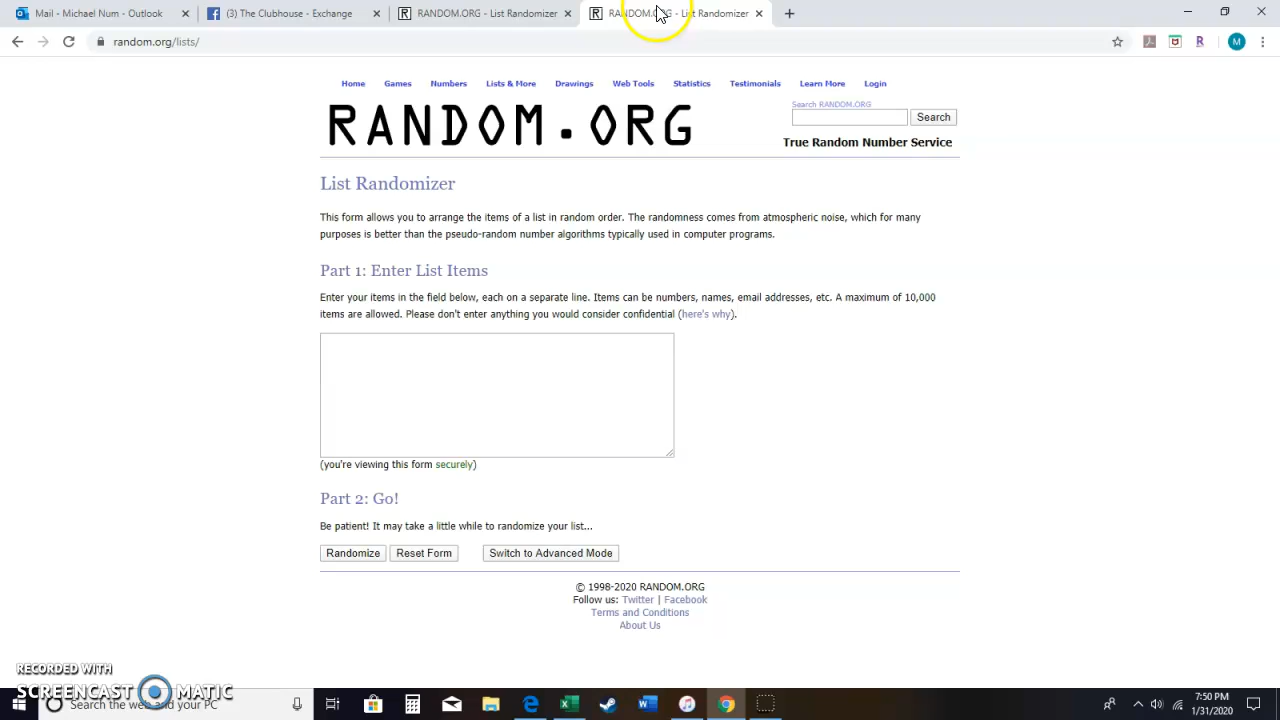 Mail - Michael Num - Outlook
(3) The Clubhouse - Exchange
RANDOM.ORG - List Randomizer
RANDOM.ORG - List Randomizer
random.org/lists/
M
Home Games Numbers Lists & More Drawings Web Tools Statistics Testimonials Learn More Login
Search RANDOM.ORG
RANDOM.ORG
Search
True Random Number Service
List Randomizer
This form allows you to arrange the items of a list in random order. The randomness comes from atmospheric noise, which for many
purposes is better than the pseudo-random number algorithms typically used in computer programs.
Part 1: Enter List Items
Enter your items in the field below, each on a separate line. Items can be numbers, names, email addresses, etc. A maximum of 10,000
items are allowed. Please don't enter anything you would consider confidential (here's why).
(you're viewing this form securely)
Part 2: Go!
Be patient! It may take a little while to randomize your list...
Randomize Reset Form Switch to Advanced Mode
© 1998-2020 RANDOM.ORG
Follow us: Twitter | Facebook
Terms and Conditions
About Us
RECORDED WITH
SCREENCAST MATIC
Search the web and your PC
7:50 PM
1/31/2020